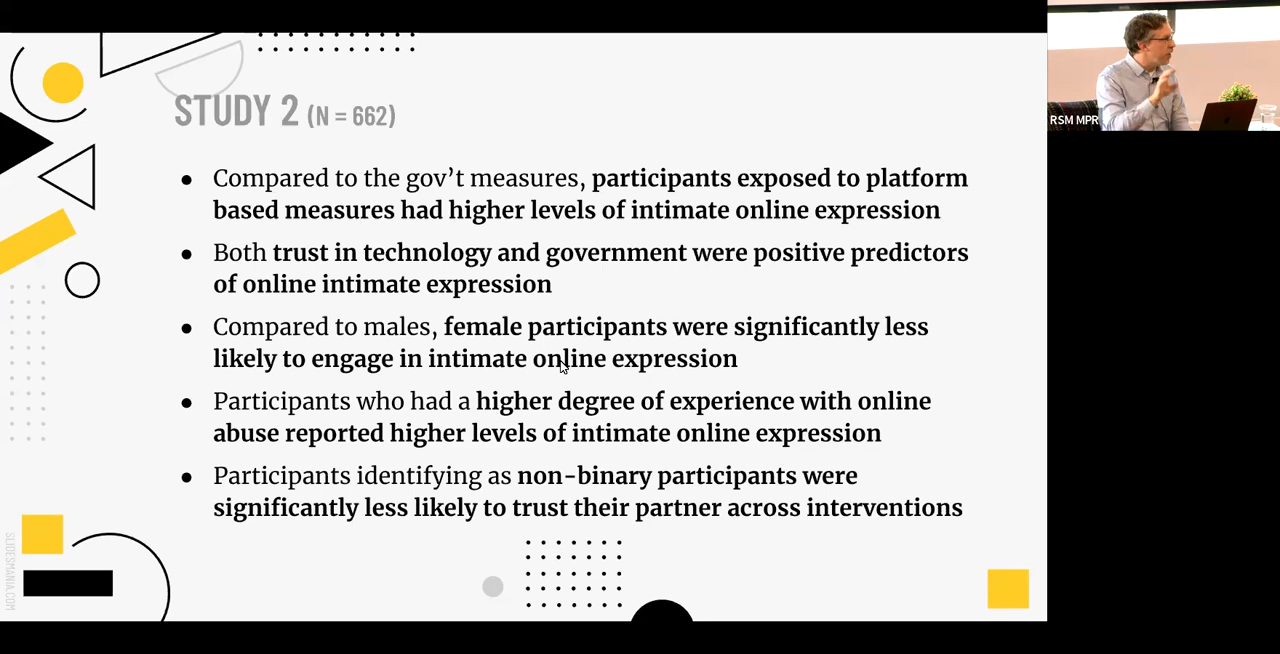 STUDY 2 (N = 662)
● Compared to the gov’t measures, participants exposed to platform
based measures had higher levels of intimate online expression
● Both trust in technology and government were positive predictors
of online intimate expression
● Compared to males, female participants were significantly less
likely to engage in intimate online expression
● Participants who had a higher degree of experience with online
abuse reported higher levels of intimate online expression
● Participants identifying as non-binary participants were
significantly less likely to trust their partner across interventions
SLIDESMANIA.COM
RSM MPR